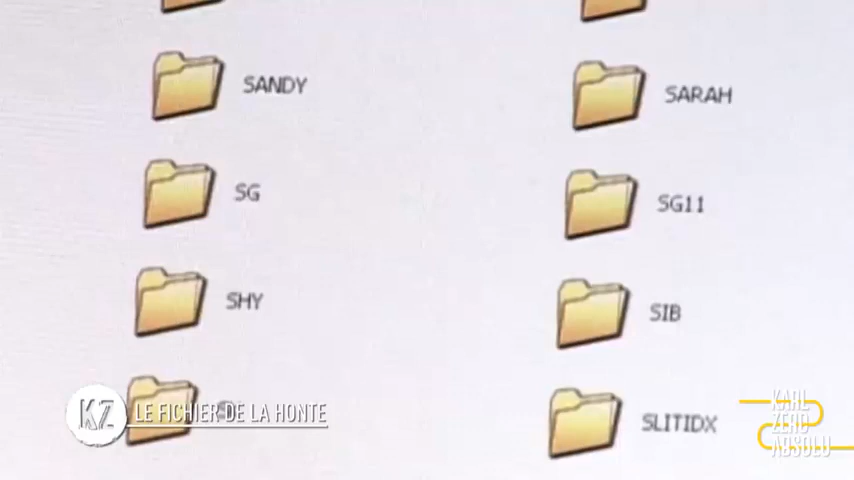 SANDY
SARAH
SG
SG11
SHY
SIB
SLITIDX
KZ
LE FICHIER DE LA HONTE
KARL
ZERO
ABSOLU